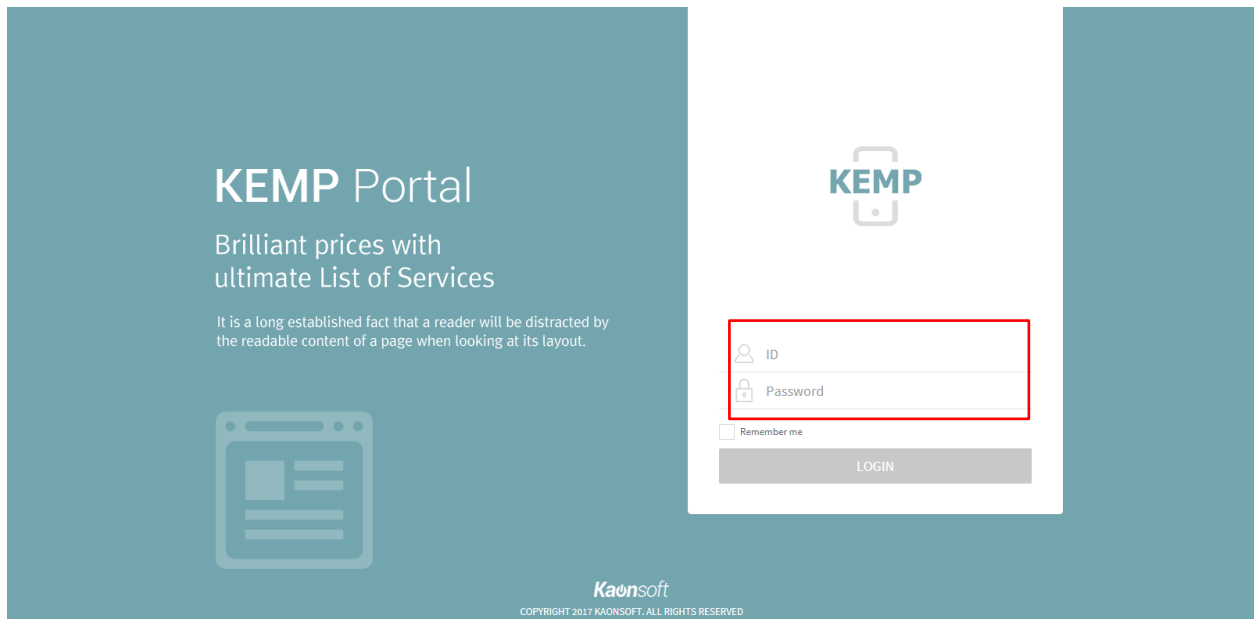 KEMP Portal
Brilliant prices with
ultimate List of Services
It is a long established fact that a reader will be distracted by
the readable content of a page when looking at its layout.
KEMP
ID
Password
Remember me
LOGIN
Kaonsoft
COPYRIGHT 2017 KAONSOFT. ALL RIGHTS RESERVED